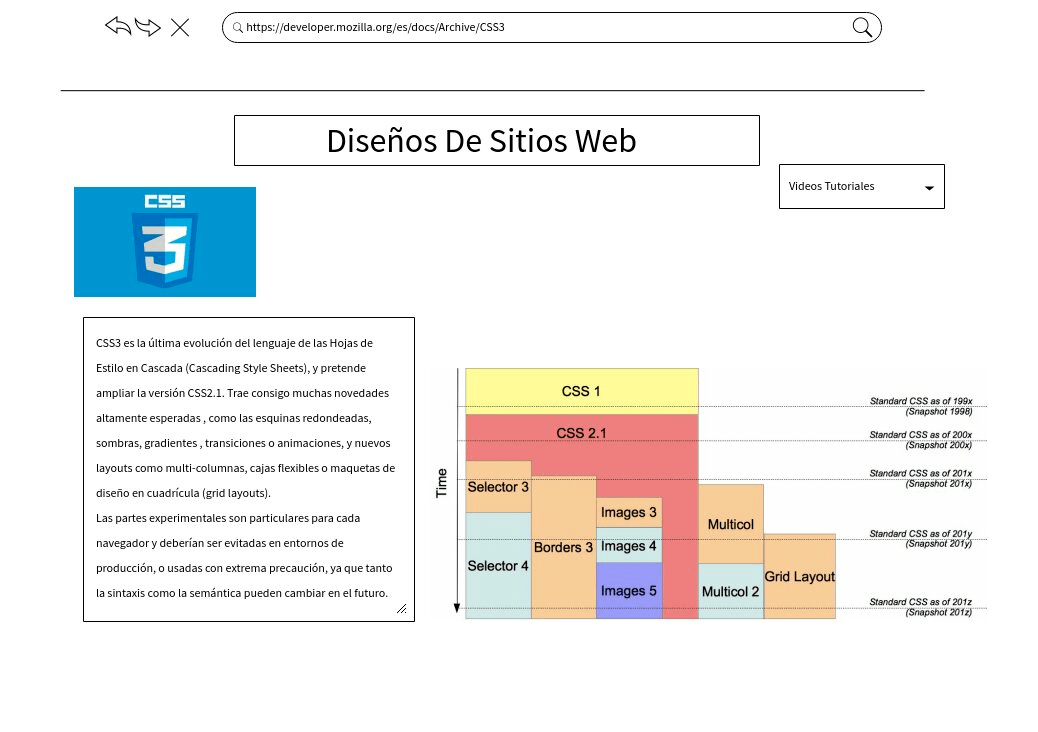 https://developer.mozilla.org/es/docs/Archive/CSS3
Diseños De Sitios Web
Videos Tutoriales
CSS
3
CSS3 es la última evolución del lenguaje de las Hojas de
Estilo en Cascada (Cascading Style Sheets), y pretende
ampliar la versión CSS2.1. Trae consigo muchas novedades
altamente esperadas , como las esquinas redondeadas,
sombras, gradientes , transiciones o animaciones, y nuevos
layouts como multi-columnas, cajas flexibles o maquetas de
diseño en cuadrícula (grid layouts).
Las partes experimentales son particulares para cada
navegador y deberían ser evitadas en entornos de
producción, o usadas con extrema precaución, ya que tanto
la sintaxis como la semántica pueden cambiar en el futuro.
Time
CSS 1
CSS 2.1
Selector 3
Selector 4
Borders 3
Images 3
Images 4
Images 5
Multicol
Multicol 2
Grid Layout
Standard CSS as of 199x
(Snapshot 1998)
Standard CSS as of 200x
(Snapshot 200x)
Standard CSS as of 201x
(Snapshot 201x)
Standard CSS as of 201y
(Snapshot 201y)
Standard CSS as of 201z
(Snapshot 201z)